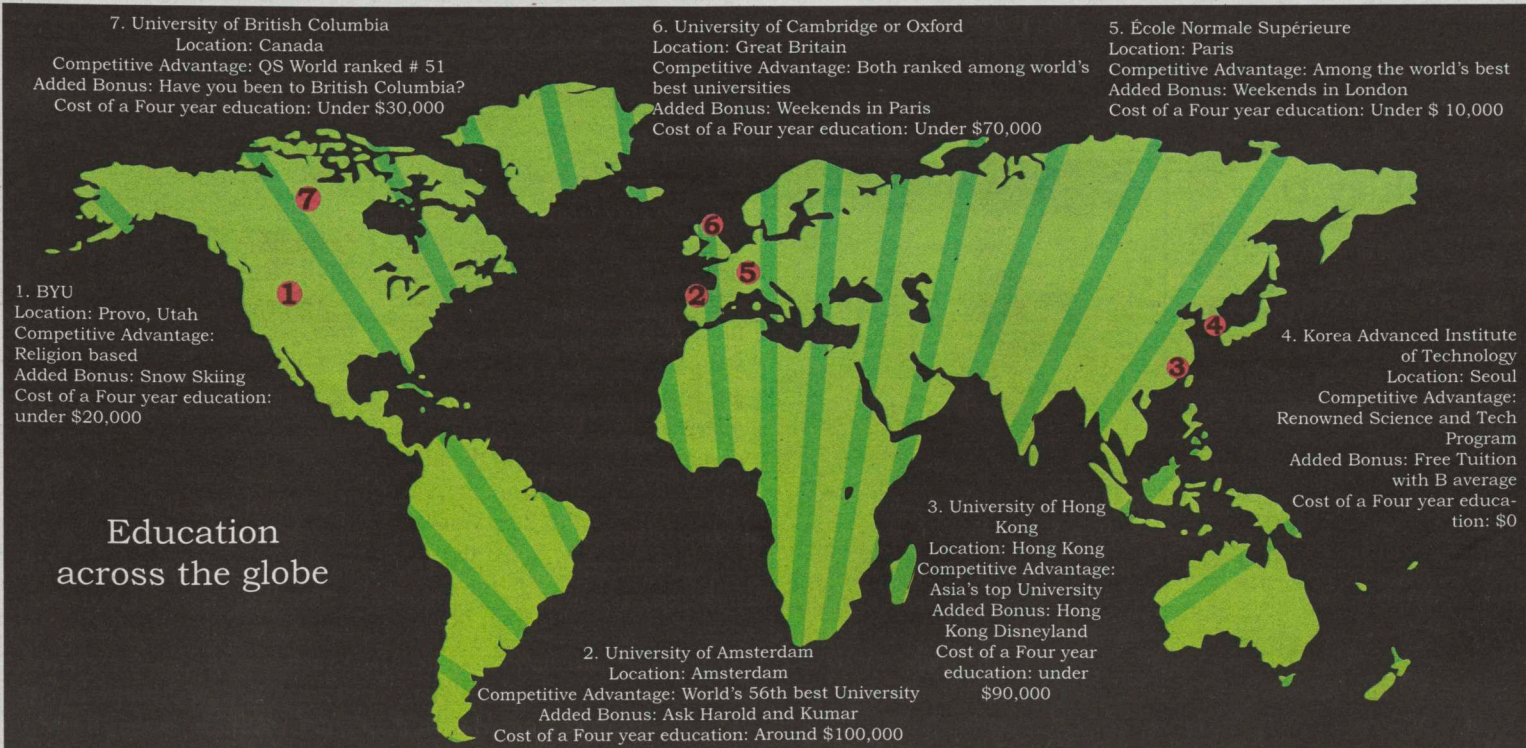 7. University of British Columbia
Location: Canada
Competitive Advantage: QS World ranked # 51
Added Bonus: Have you been to British Columbia?
Cost of a Four year education: Under $30,000
6. University of Cambridge or Oxford
Location: Great Britain
Competitive Advantage: Both ranked among world's
best universities
Added Bonus: Weekends in Paris
Cost of a Four year education: Under $70,000
5. École Normale Supérieure
Location: Paris
Competitive Advantage: Among the world's best
Added Bonus: Weekends in London
Cost of a Four year education: Under $ 10,000
7
6
5
1
2
4
3
1. BYU
Location: Provo, Utah
Competitive Advantage:
Religion based
Added Bonus: Snow Skiing
Cost of a Four year education:
under $20,000
4. Korea Advanced Institute
of Technology
Location: Seoul
Competitive Advantage:
Renowned Science and Tech
Program
Added Bonus: Free Tuition
with B average
Cost of a Four year educa-
tion: $0
Education
across the globe
3. University of Hong
Kong
Location: Hong Kong
Competitive Advantage:
Asia's top University
Added Bonus: Hong
Kong Disneyland
Cost of a Four year
education: under
$90,000
2. University of Amsterdam
Location: Amsterdam
Competitive Advantage: World's 56th best University
Added Bonus: Ask Harold and Kumar
Cost of a Four year education: Around $100,000